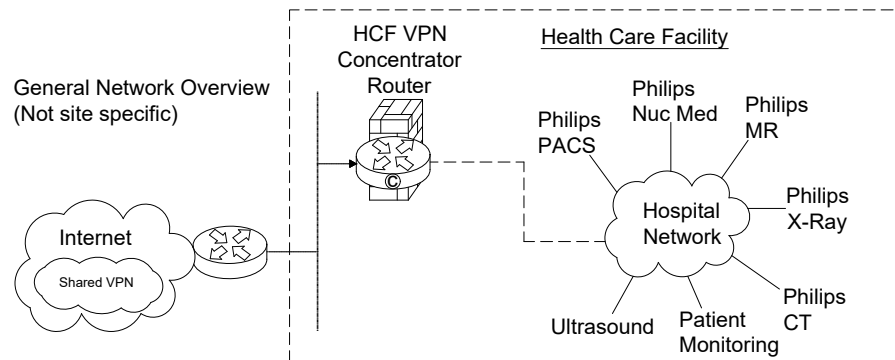 General Network Overview
(Not site specific)
Internet
Shared VPN
HCF VPN
Concentrator
Router
C
Health Care Facility
Philips
PACS
Philips
Nuc Med
Philips
MR
Hospital
Network
Philips
X-Ray
Philips
CT
Patient
Monitoring
Ultrasound